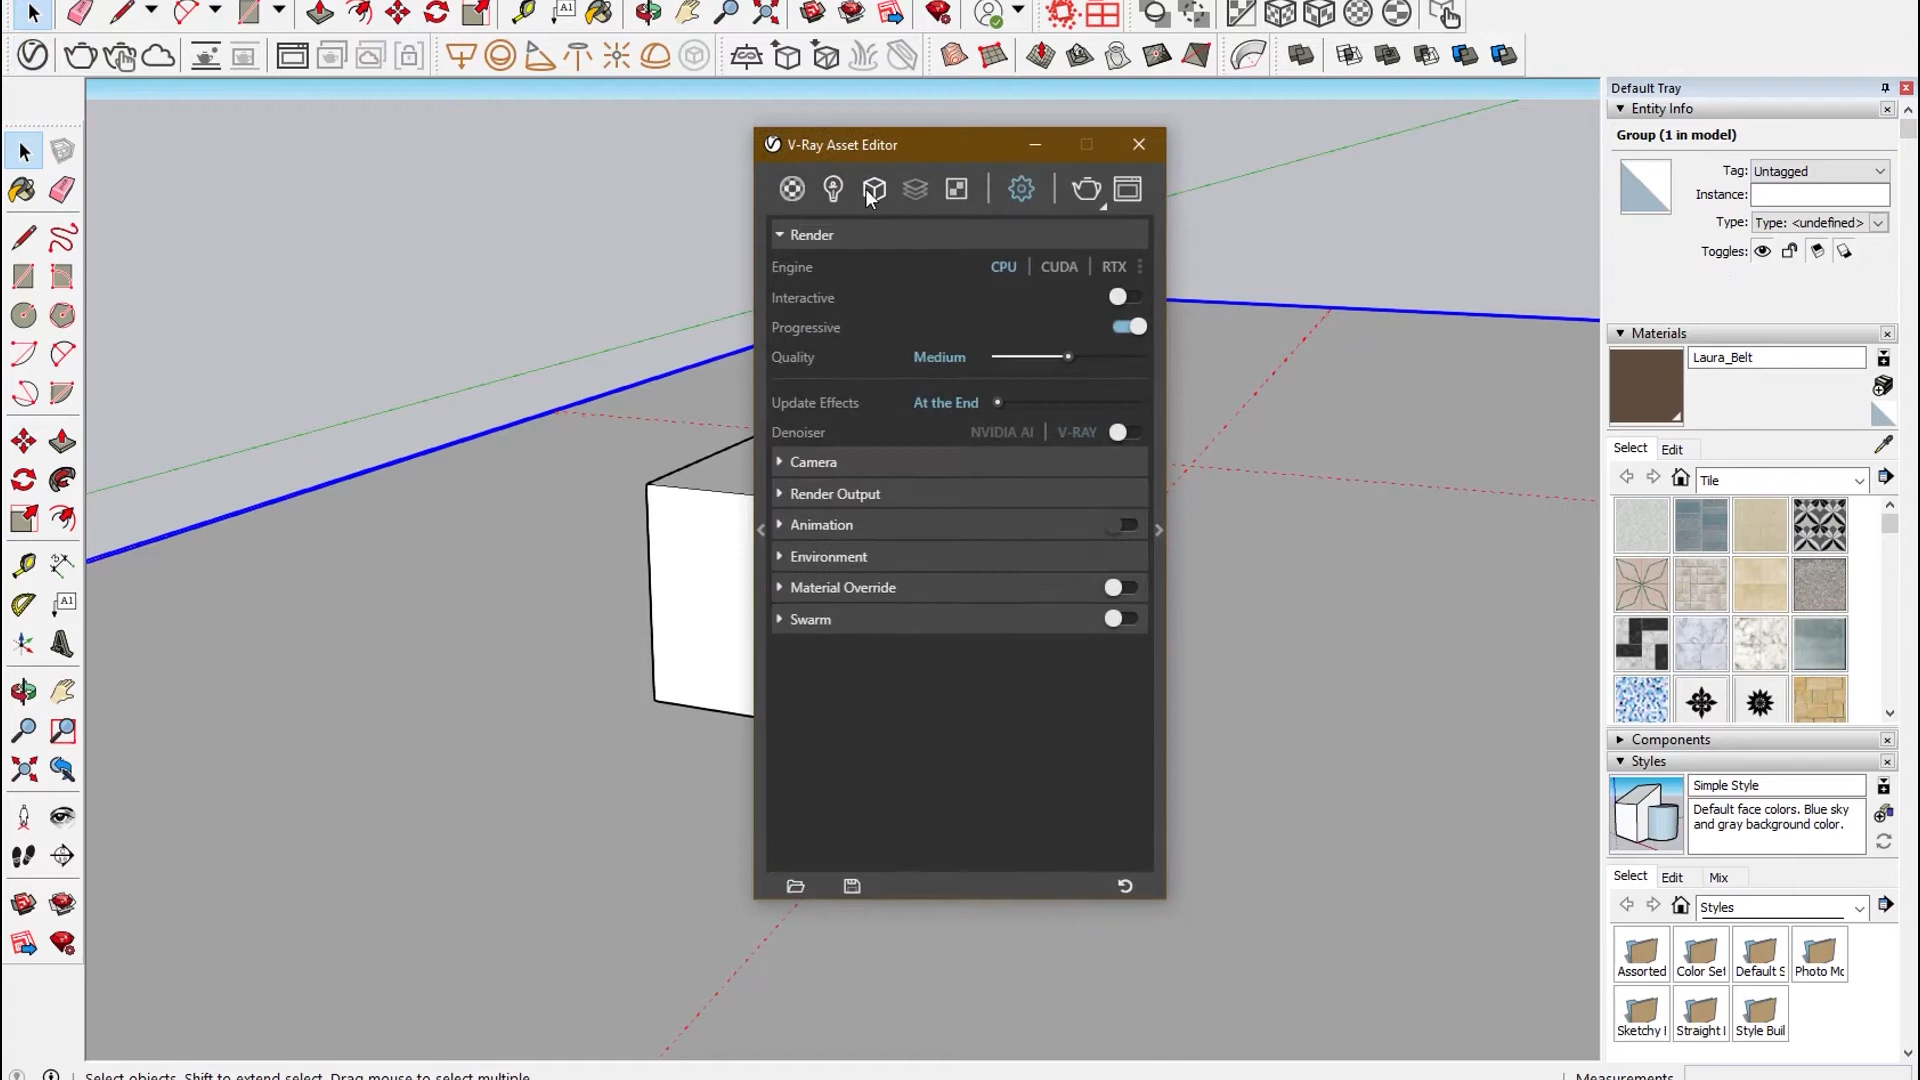 A1
Default Tray
Entity Info
Group (1 in model)
Tag: Untagged
Instance:
Type: Type: <undefined>
Toggles:
V-Ray Asset Editor
Render
Engine CPU CUDA RTX
Interactive
Progressive
Quality Medium
Update Effects At the End
Denoiser NVIDIA AI V-RAY
Camera
Render Output
Animation
Environment
Material Override
Swarm
A1
Materials
Laura_Belt
Select Edit
Tile
Components
Styles
Simple Style
Default face colors. Blue sky
and gray background color.
Select Edit Mix
Styles
Assorted Color Set Default S Photo Mc
Sketchy I Straight I Style Buil
Select objects. Shift to extend select. Drag mouse to select multiple.
Measurements